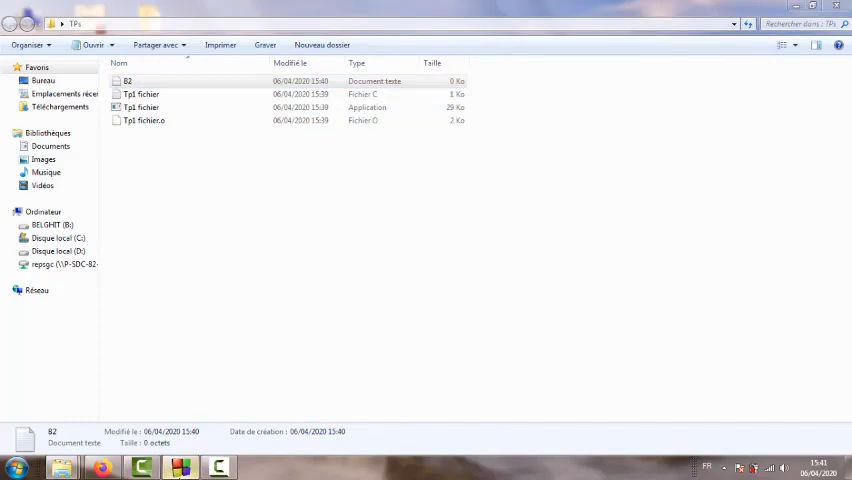 TPs
Rechercher dans : TPs
Organiser
Ouvrir
Partager avec
Imprimer
Graver
Nouveau dossier
Nom
Modifié le
Type
Taille
Favoris
Bureau
Emplacements récen
Téléchargements
Bibliothèques
Documents
Images
Musique
Vidéos
Ordinateur
BELGHIT (B:)
Disque local (C:)
Disque local (D:)
repsgc (\\P-SDC-82-
Réseau
B2 06/04/2020 15:40 Document texte 0 Ko
Tp1 fichier 06/04/2020 15:39 Fichier C 1 Ko
Tp1 fichier 06/04/2020 15:39 Application 29 Ko
Tp1 fichier.o 06/04/2020 15:39 Fichier O 2 Ko
B2 Modifié le : 06/04/2020 15:40 Date de création : 06/04/2020 15:40
Document texte Taille : 0 octets
FR
15:41
06/04/2020